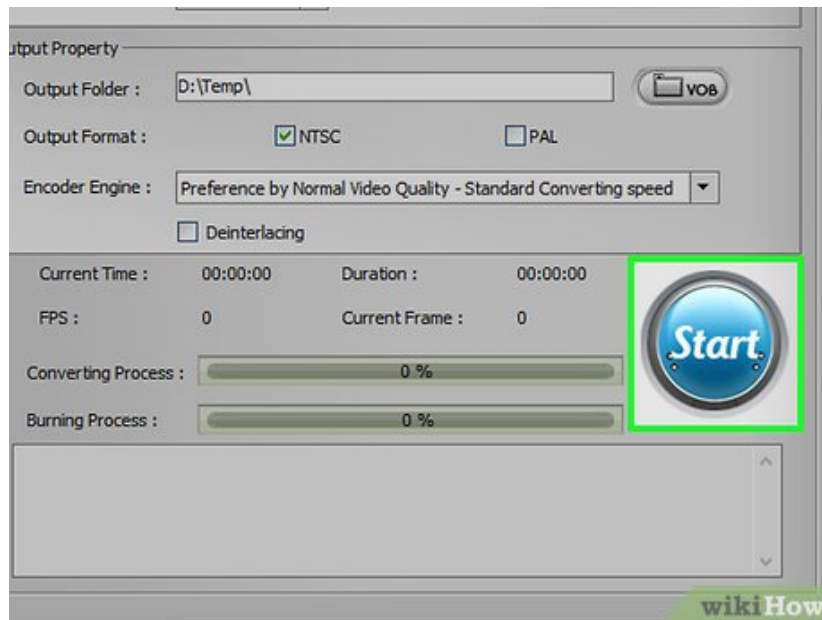 utput Property
Output Folder : D:\Temp\ VOB
Output Format : NTSC PAL
Encoder Engine : Preference by Normal Video Quality - Standard Converting speed
Deinterlacing
Current Time : 00:00:00 Duration : 00:00:00
FPS : 0 Current Frame : 0
Start
Converting Process : 0 %
Burning Process : 0 %
wikiHow